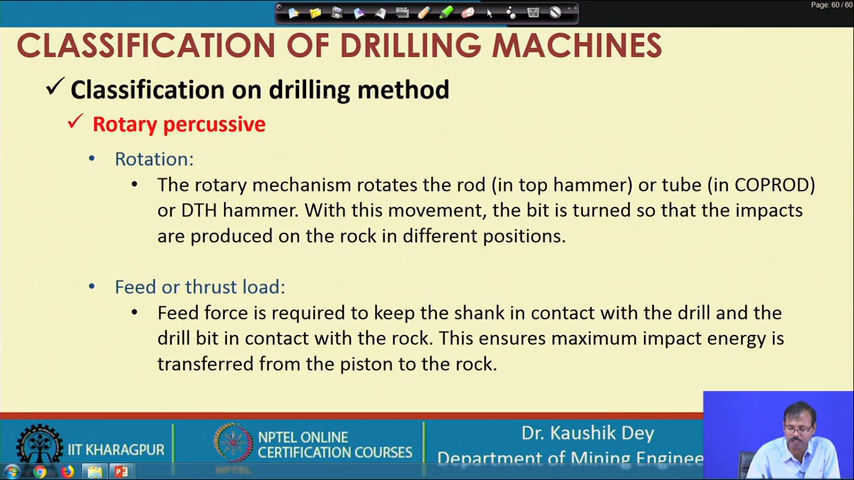 Page: 60 / 60
CLASSIFICATION OF DRILLING MACHINES
✓ Classification on drilling method
✓ Rotary percussive
• Rotation:
• The rotary mechanism rotates the rod (in top hammer) or tube (in COPROD)
or DTH hammer. With this movement, the bit is turned so that the impacts
are produced on the rock in different positions.
• Feed or thrust load:
• Feed force is required to keep the shank in contact with the drill and the
drill bit in contact with the rock. This ensures maximum impact energy is
transferred from the piston to the rock.
IIT KHARAGPUR
NPTEL ONLINE
CERTIFICATION COURSES
Dr. Kaushik Dey
Department of Mining Enginee